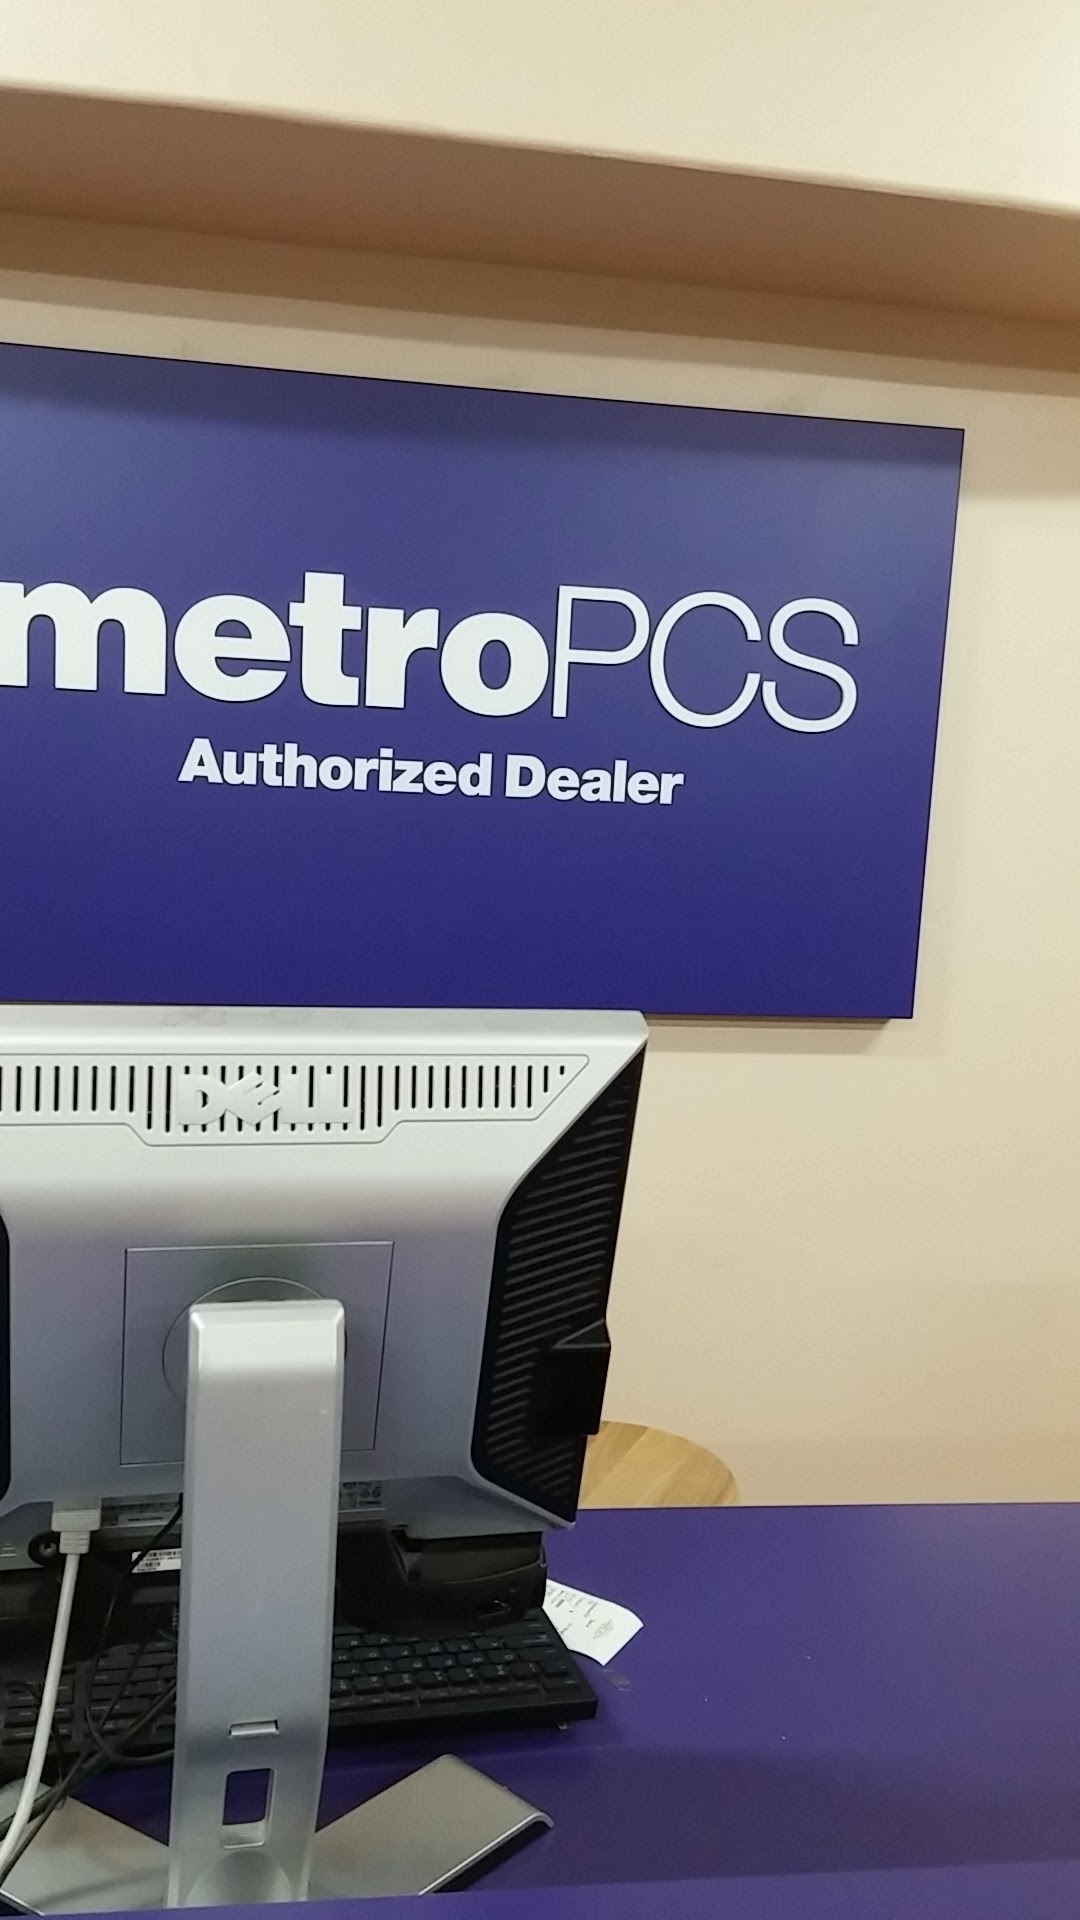 metroPCS
Authorized Dealer
DELL